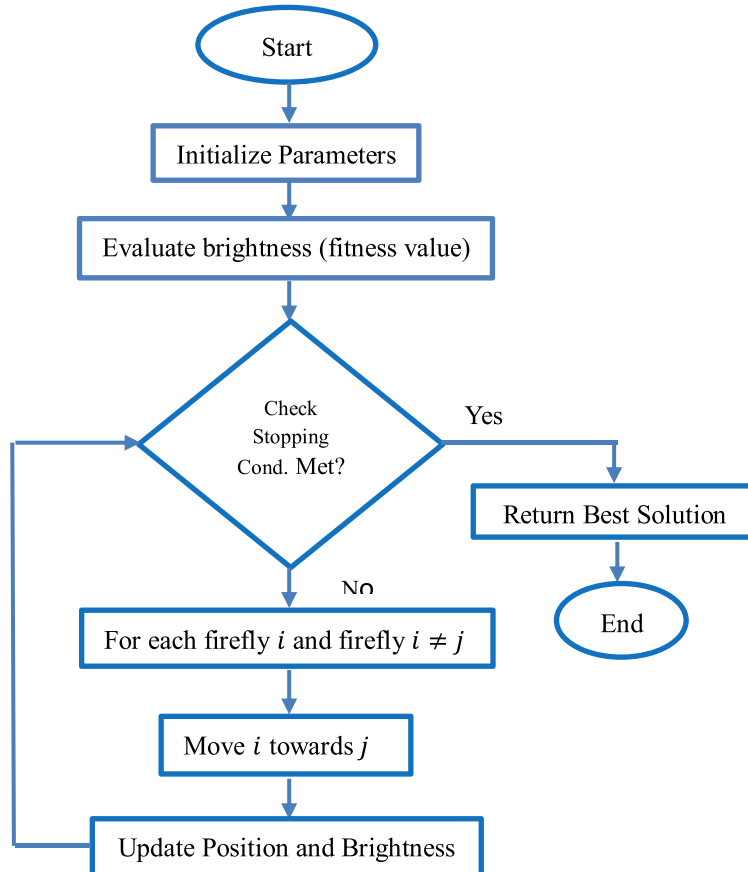 Start
Initialize Parameters
Evaluate brightness (fitness value)
Check
Stopping
Cond. Met?
Yes
Return Best Solution
End
No
For each firefly 𝑖 and firefly 𝑖 ≠ 𝑗
Move 𝑖 towards 𝑗
Update Position and Brightness